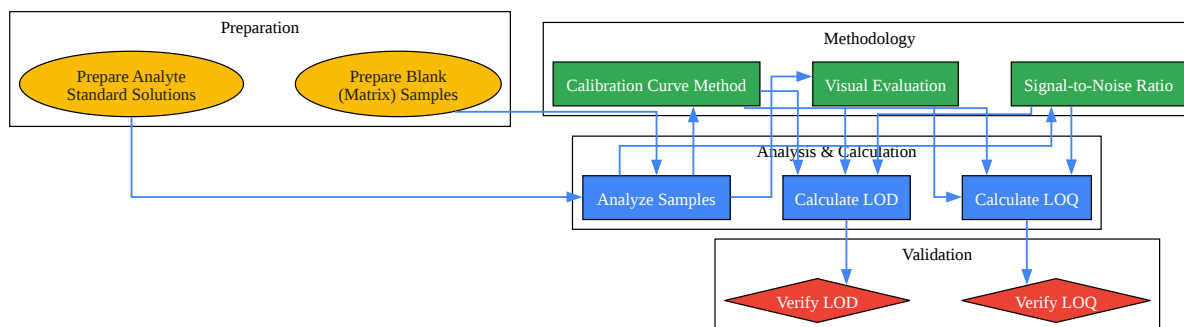 Preparation
Prepare Analyte
Standard Solutions
Prepare Blank
(Matrix) Samples
Methodology
Calibration Curve Method
Visual Evaluation
Signal-to-Noise Ratio
Analysis & Calculation
Analyze Samples
Calculate LOD
Calculate LOQ
Validation
Verify LOD
Verify LOQ